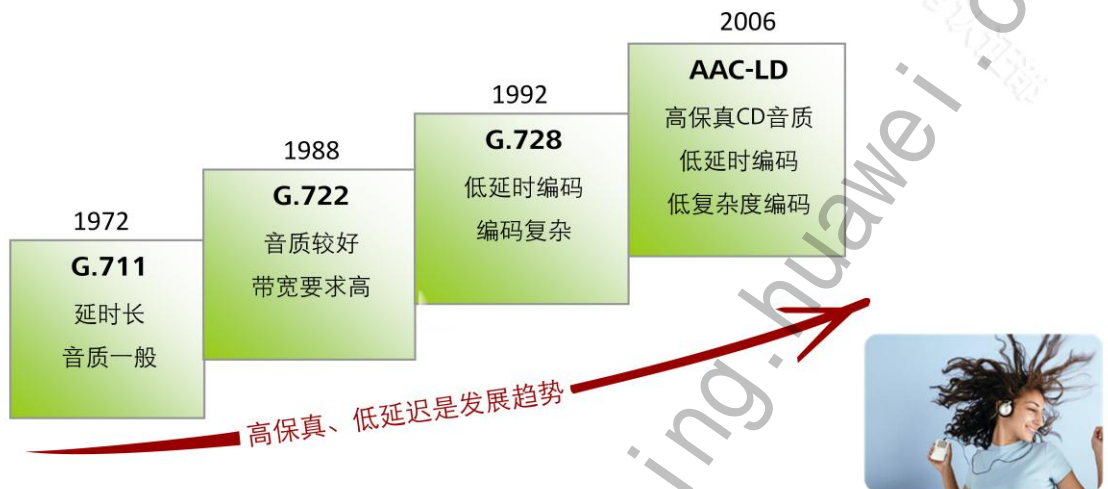 1972
G.711
延时长
音质一般
1988
G.722
音质较好
带宽要求高
1992
G.728
低延时编码
编码复杂
2006
AAC-LD
高保真CD音质
低延时编码
低复杂度编码
高保真、低延迟是发展趋势
ing.huawei.